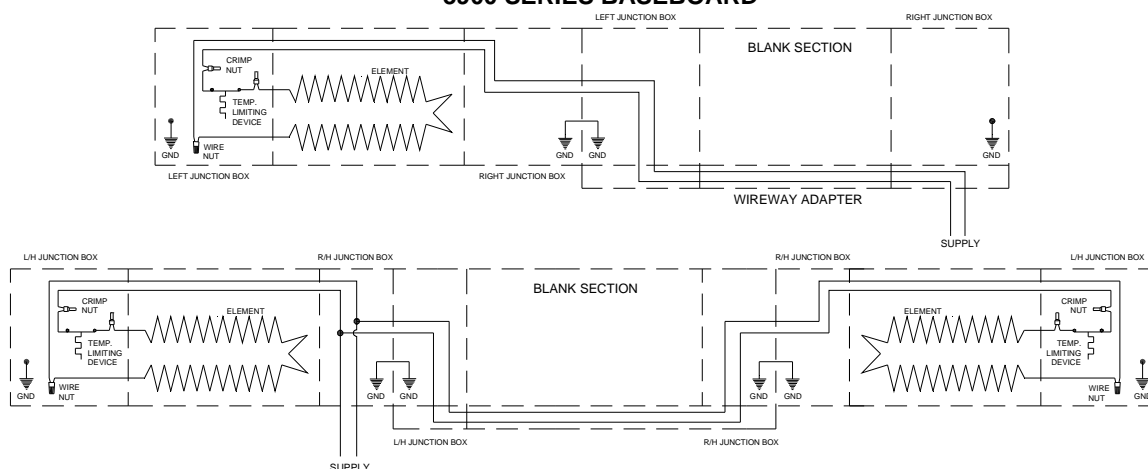 LEFT JUNCTION BOX
RIGHT JUNCTION BOX
BLANK SECTION
CRIMP
NUT
ELEMENT
TEMP.
LIMITING
DEVICE
GND
WIRE
NUT
GND
GND
GND
LEFT JUNCTION BOX
RIGHT JUNCTION BOX
WIREWAY ADAPTER
SUPPLY
L/H JUNCTION BOX
R/H JUNCTION BOX
R/H JUNCTION BOX
L/H JUNCTION BOX
BLANK SECTION
CRIMP
NUT
ELEMENT
TEMP.
LIMITING
DEVICE
GND
WIRE
NUT
GND
GND
GND
GND
ELEMENT
CRIMP
NUT
TEMP.
LIMITING
DEVICE
WIRE
NUT
GND
L/H JUNCTION BOX
R/H JUNCTION BOX
SUPPLY